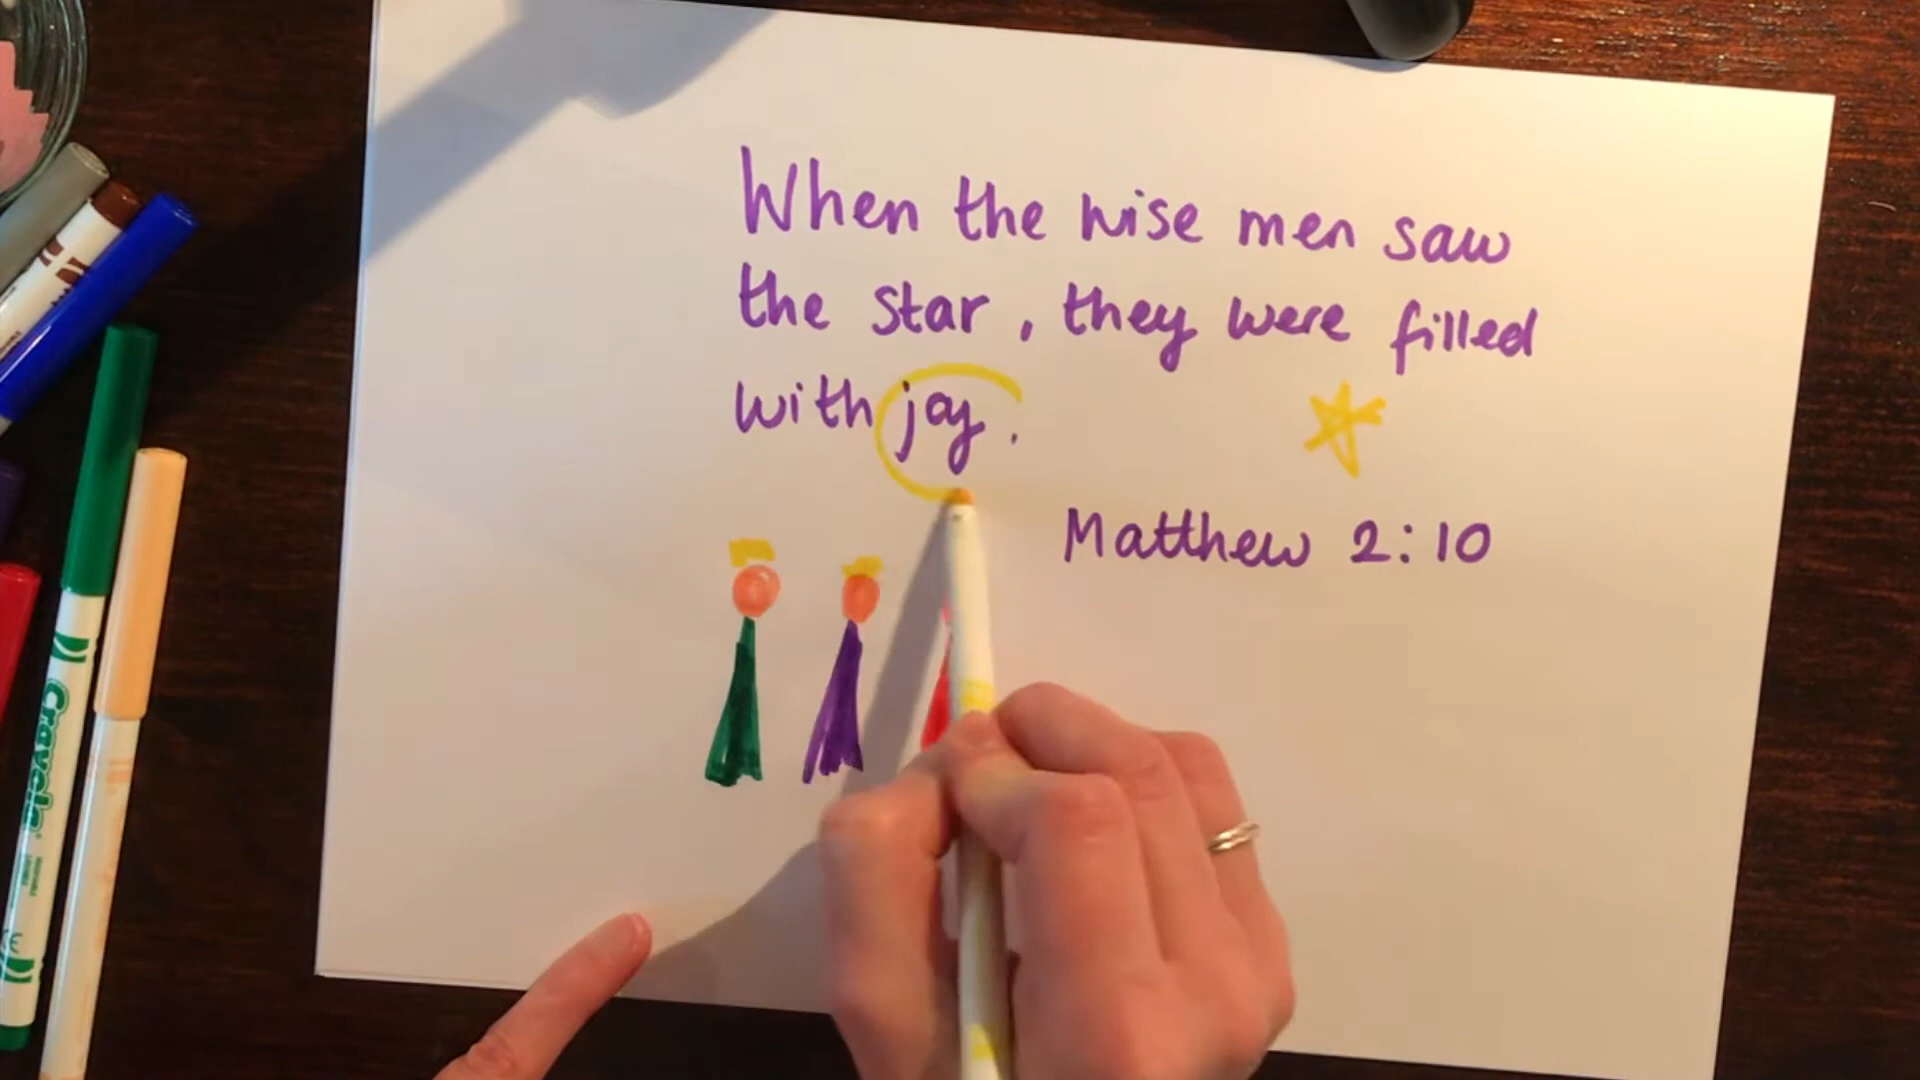 When the wise men saw
the star, they were filled
with joy.
Matthew 2:10
Crayola